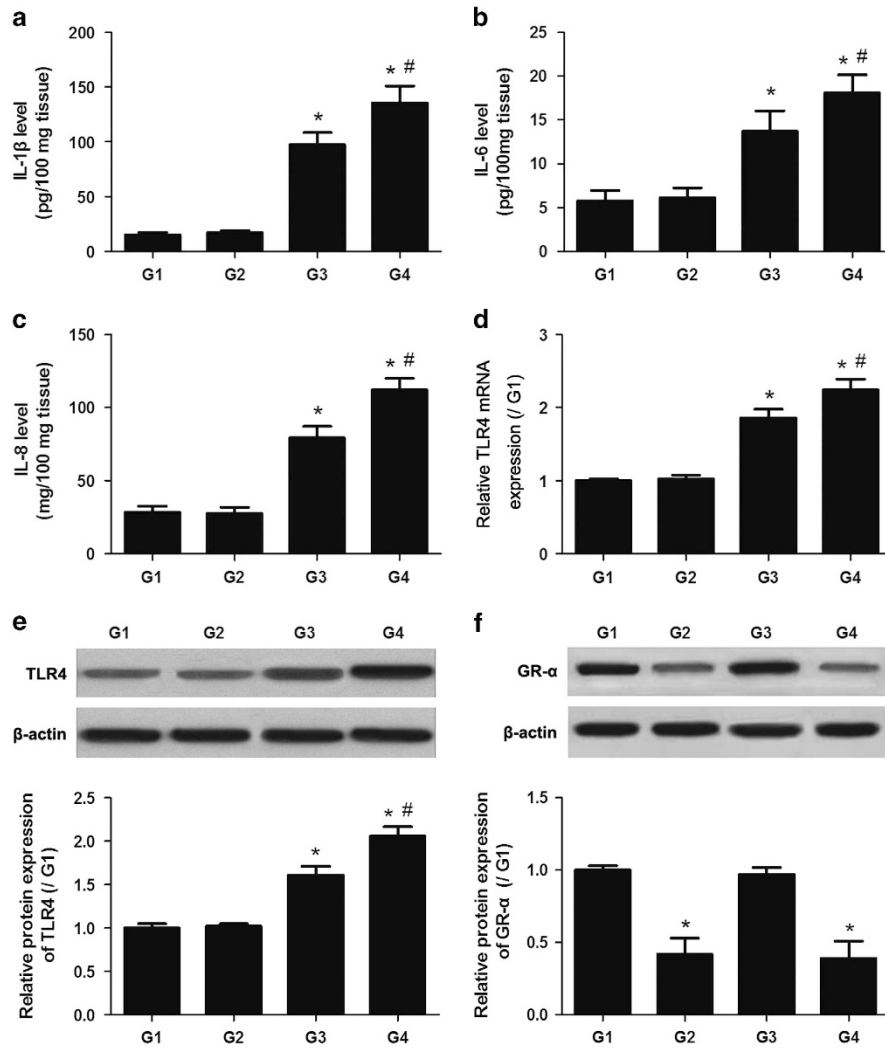 a
IL-1β level
(pg/100 mg tissue)
200
150
100
50
0
*
* #
G1 G2 G3 G4
b
IL-6 level
(pg/100mg tissue)
25
20
15
10
5
0
*
* #
G1 G2 G3 G4
c
IL-8 level
(mg/100 mg tissue)
150
100
50
0
*
* #
G1 G2 G3 G4
d
Relative TLR4 mRNA
expression (/ G1)
3
2
1
0
*
* #
G1 G2 G3 G4
e
G1 G2 G3 G4
TLR4
β-actin
Relative protein expression
of TLR4 (/ G1)
2.5
2.0
1.5
1.0
0.5
0.0
*
* #
G1 G2 G3 G4
f
G1 G2 G3 G4
GR-α
β-actin
Relative protein expression
of GR-α (/ G1)
1.5
1.0
0.5
0.0
*
*
G1 G2 G3 G4